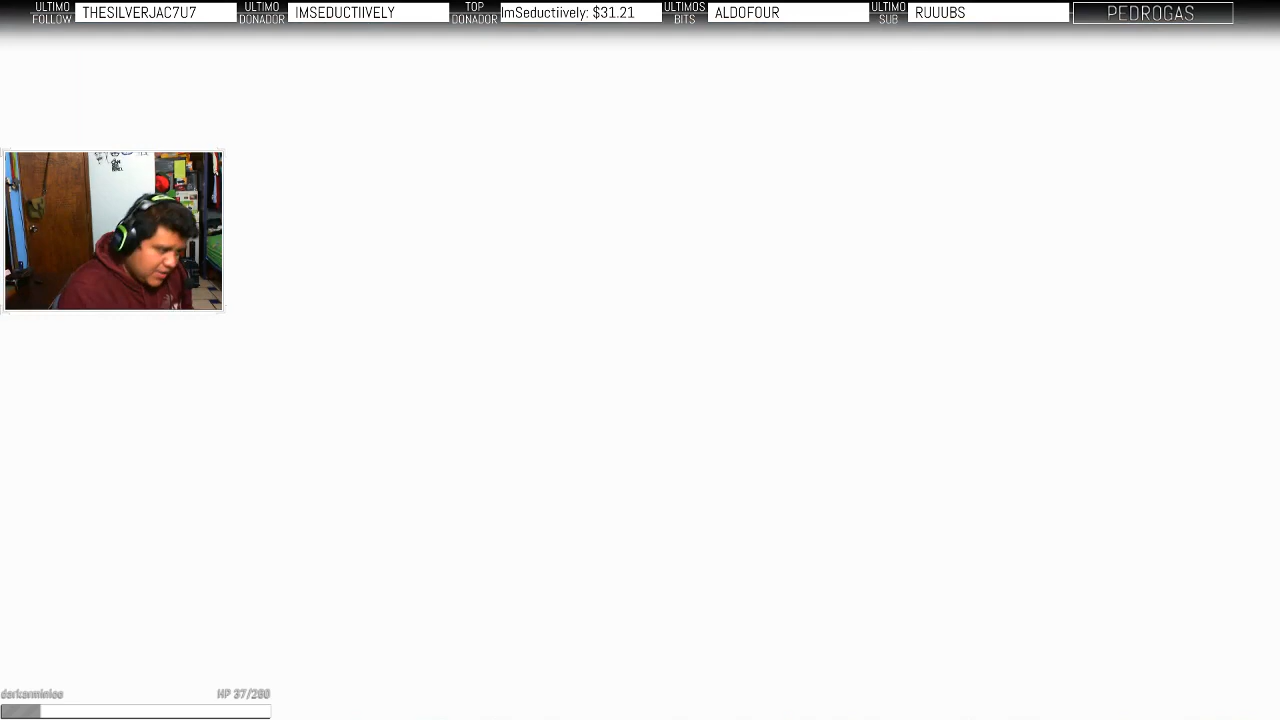 ULTIMO FOLLOW THESILVERJAC7U7
ULTIMO DONADOR IMSEDUCTIIVELY
TOP DONADOR ImSeductiively: $31.21
ULTIMOS BITS ALDOFOUR
ULTIMO SUB RUUUBS
PEDROGAS
darkarminioo HP 37/280